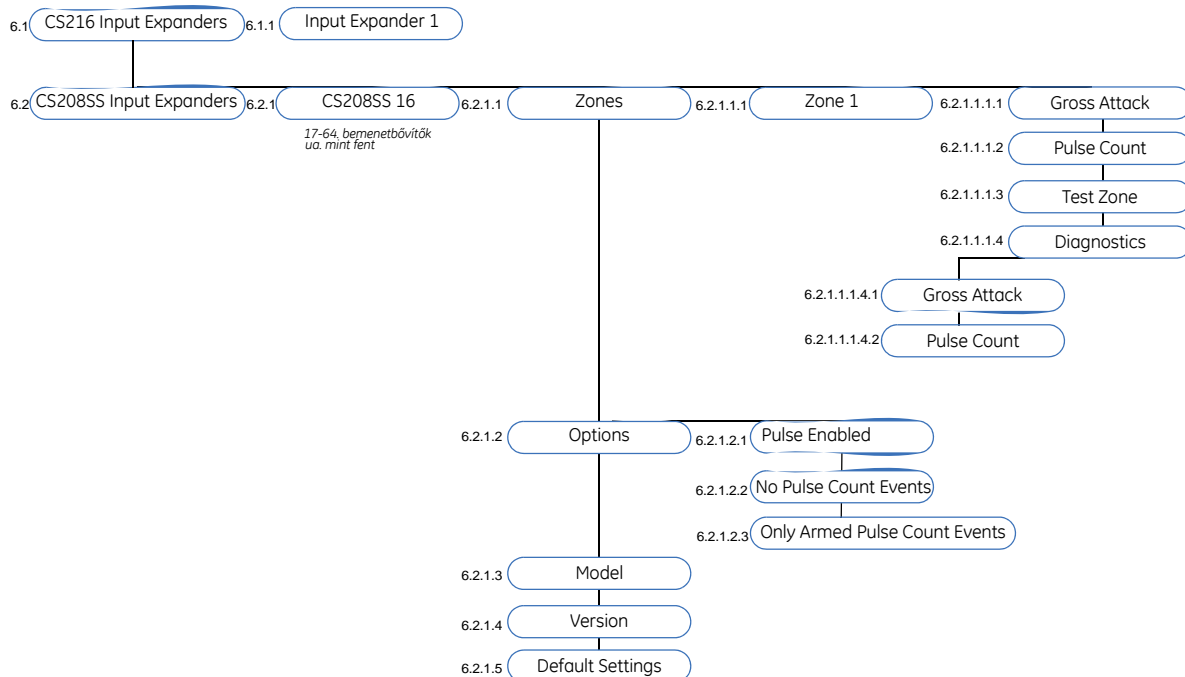 6.1 CS216 Input Expanders 6.1.1 Input Expander 1
6.2 CS208SS Input Expanders 6.2.1 CS208SS 16 6.2.1.1 Zones 6.2.1.1.1 Zone 1 6.2.1.1.1.1 Gross Attack
17-64. bemenetbővítők
ua. mint fent
6.2.1.1.1.2 Pulse Count
6.2.1.1.1.3 Test Zone
6.2.1.1.1.4 Diagnostics
6.2.1.1.1.4.1 Gross Attack
6.2.1.1.1.4.2 Pulse Count
6.2.1.2 Options 6.2.1.2.1 Pulse Enabled
6.2.1.2.2 No Pulse Count Events
6.2.1.2.3 Only Armed Pulse Count Events
6.2.1.3 Model
6.2.1.4 Version
6.2.1.5 Default Settings